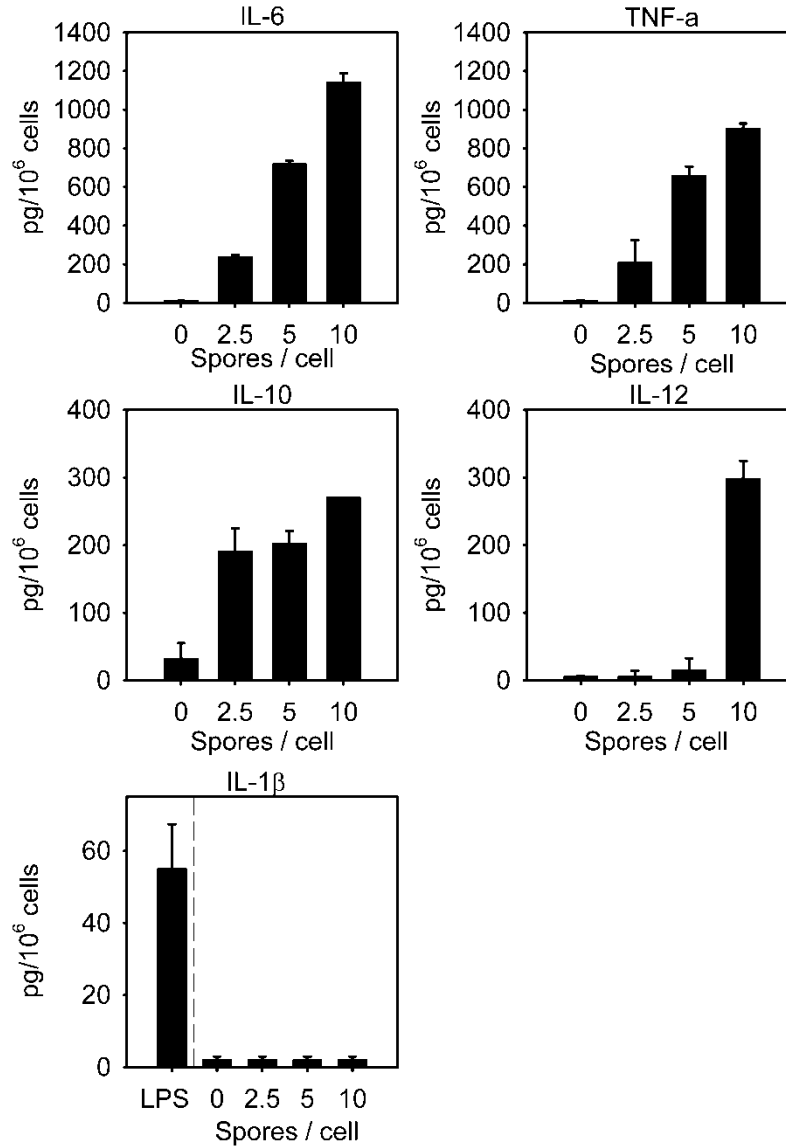 IL-6
1400
1200
1000
800
600
400
200
0
pg/10⁶ cells
0 2.5 5 10
Spores / cell
TNF-a
1400
1200
1000
800
600
400
200
0
pg/10⁶ cells
0 2.5 5 10
Spores / cell
IL-10
400
300
200
100
0
pg/10⁶ cells
0 2.5 5 10
Spores / cell
IL-12
400
300
200
100
0
pg/10⁶ cells
0 2.5 5 10
Spores / cell
IL-1β
60
40
20
0
pg/10⁶ cells
LPS 0 2.5 5 10
Spores / cell